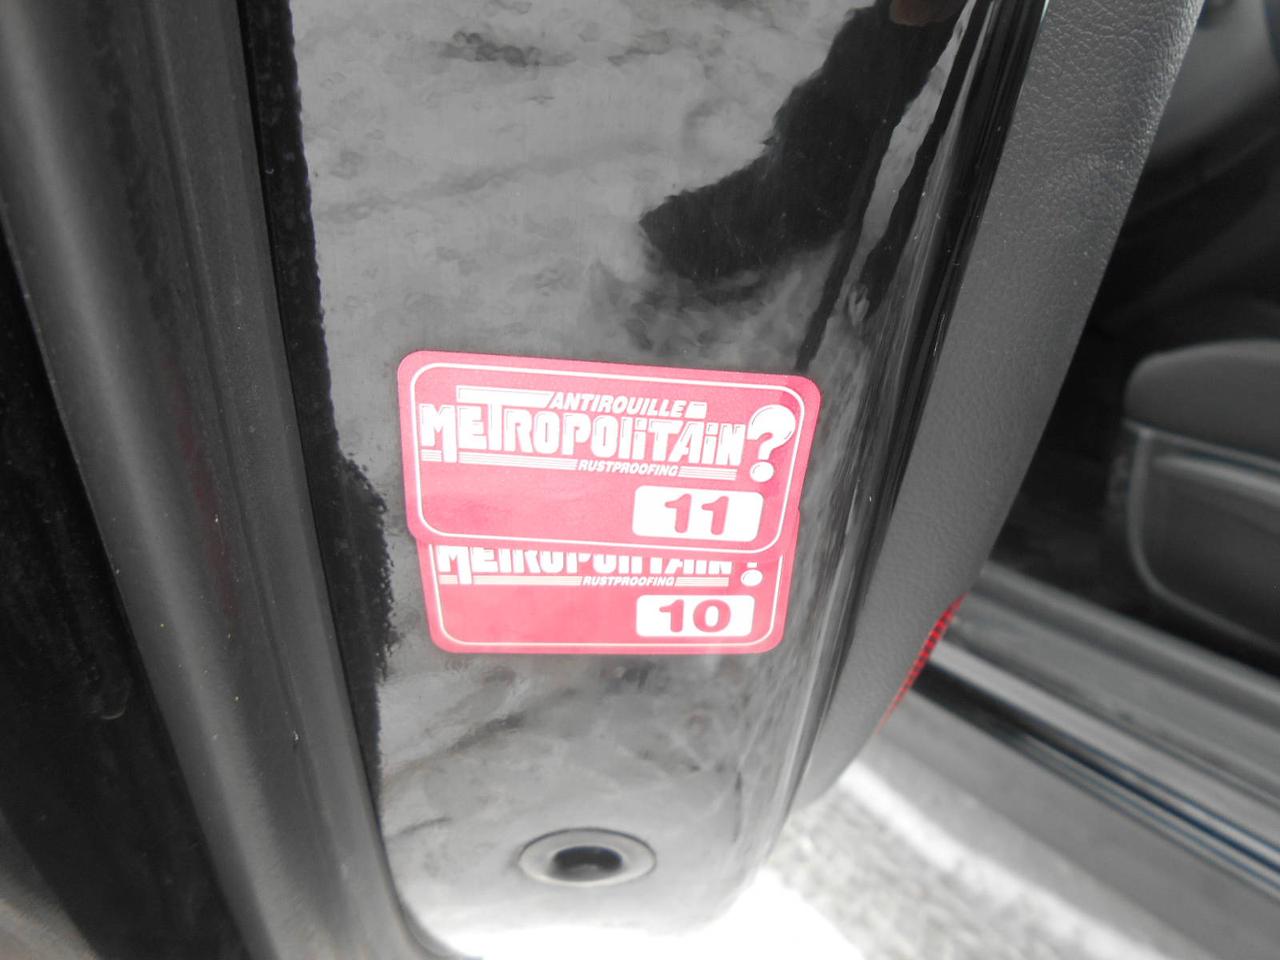 ANTIROUILLE
METROPOLITAIN?
RUSTPROOFING
11
METROPOLITAIN?
RUSTPROOFING
10